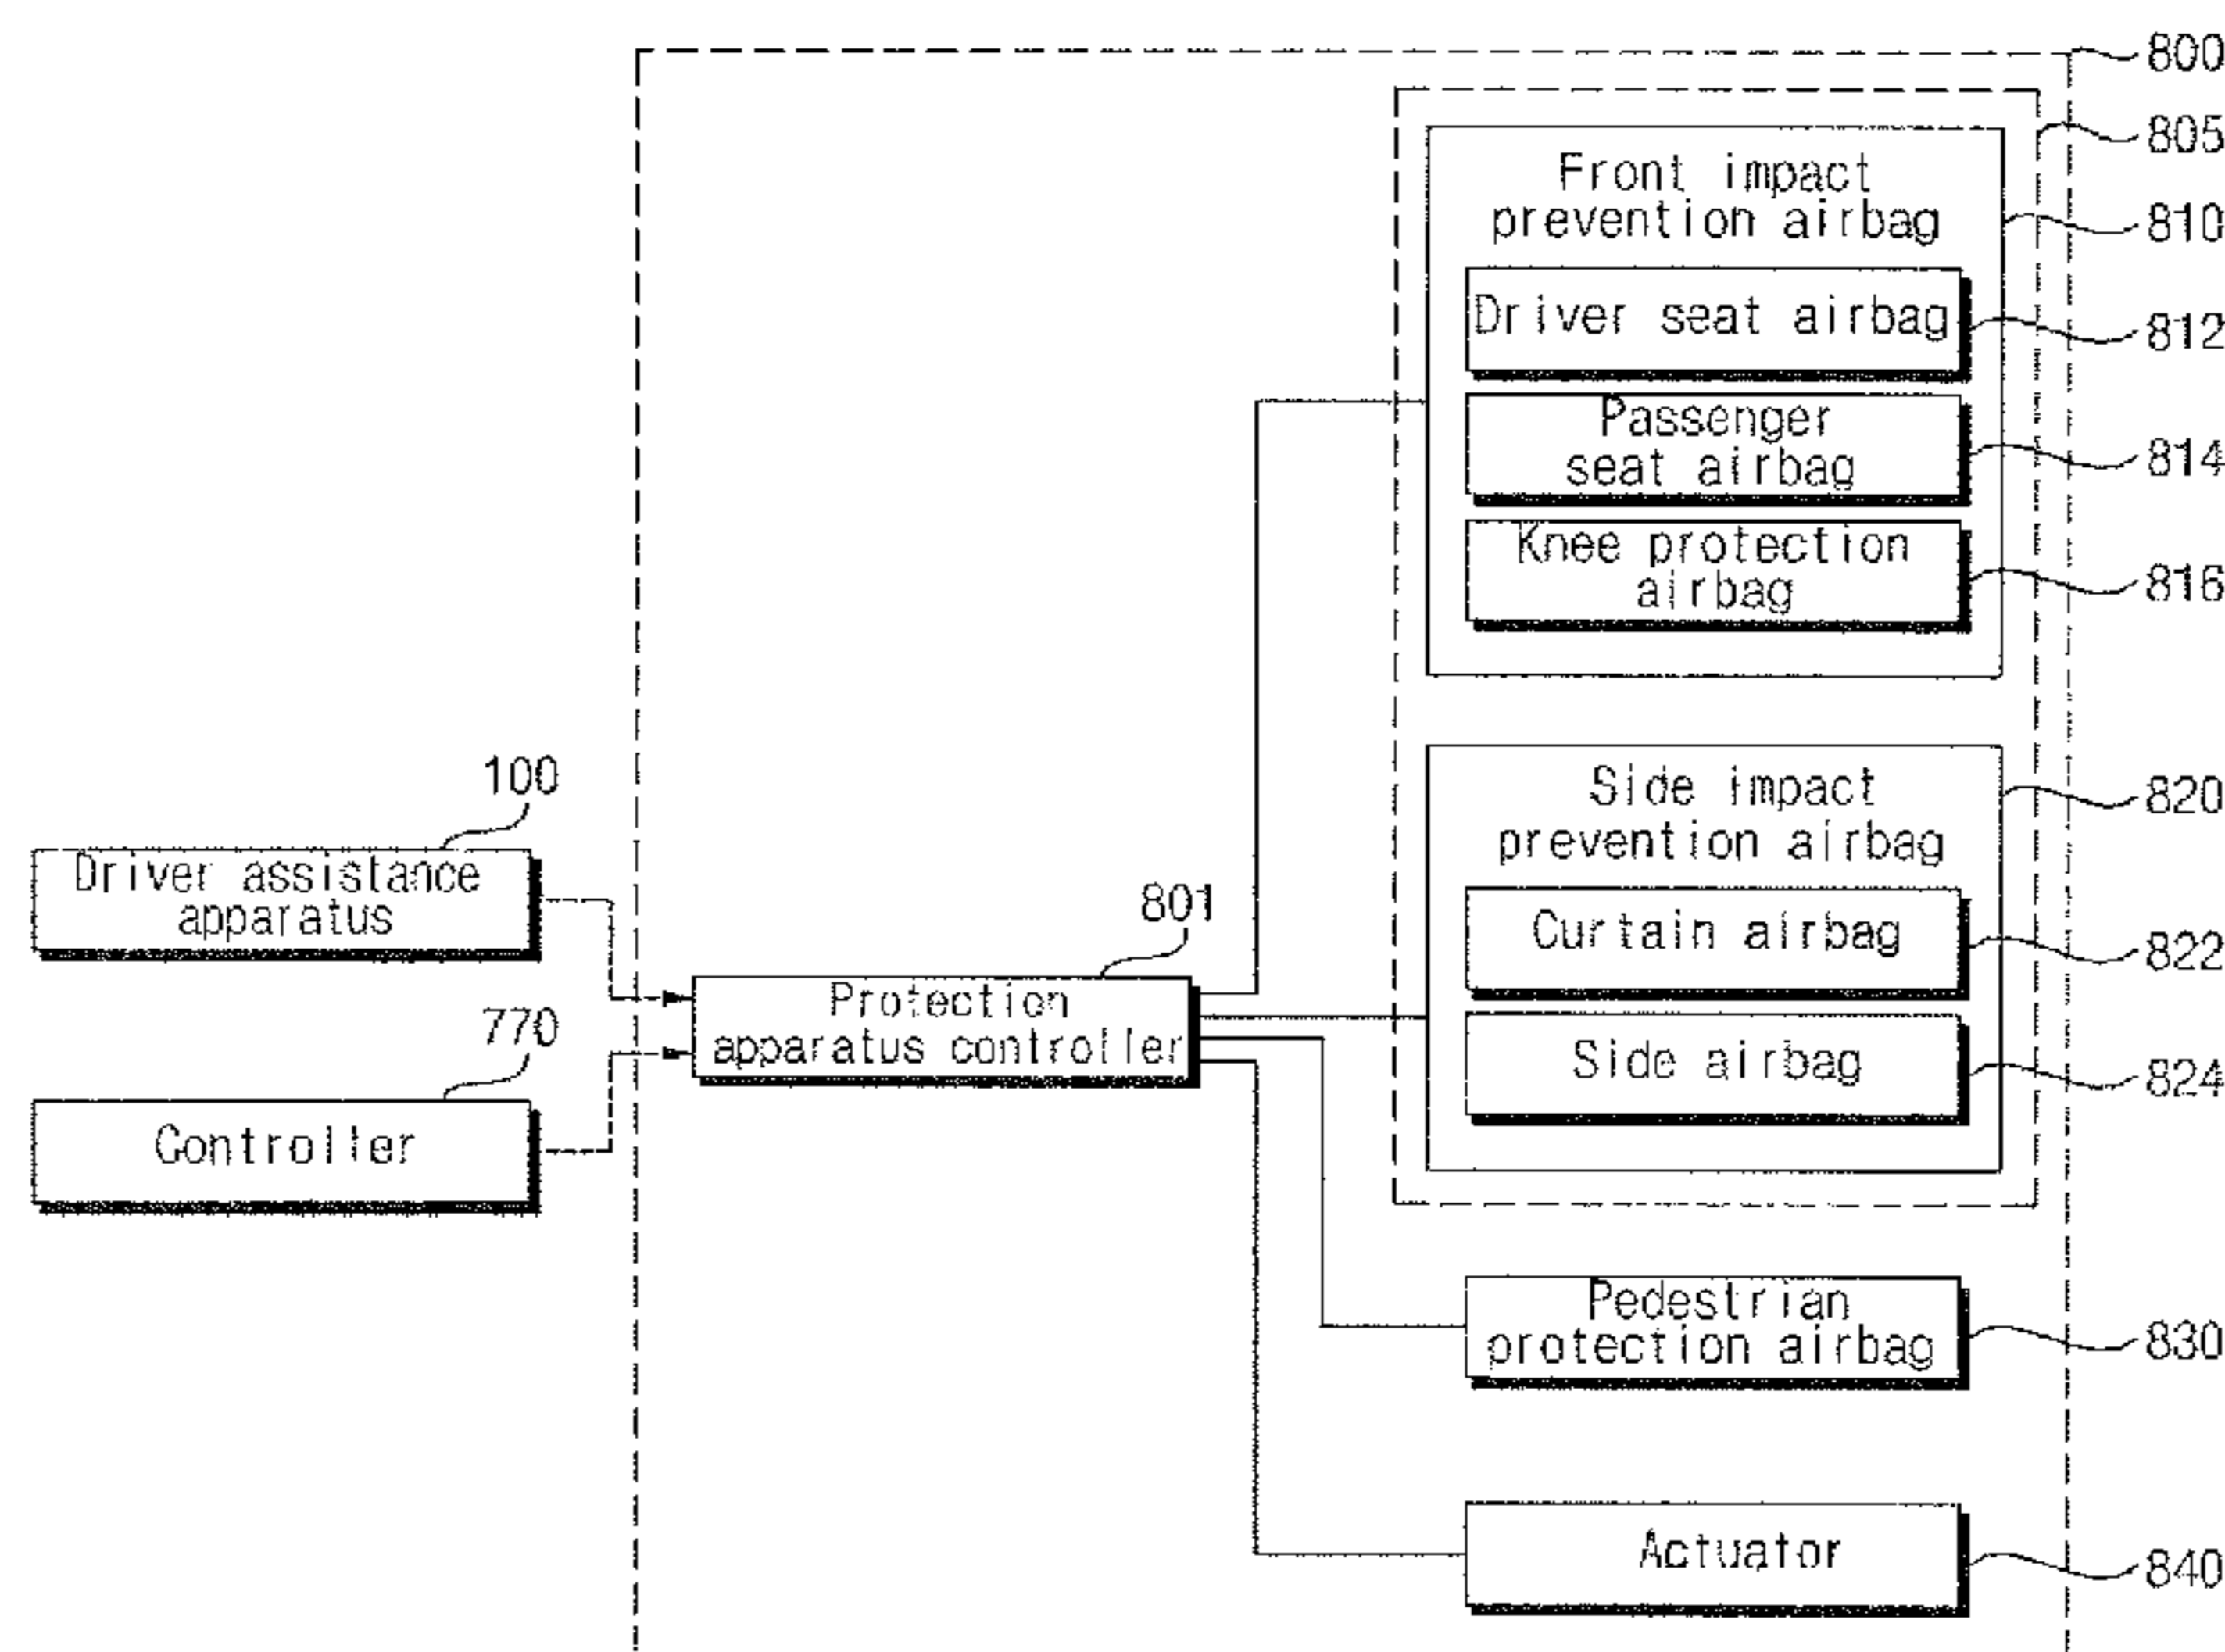 800
805
Front impact
prevention airbag
810
Driver seat airbag
812
Passenger
seat airbag
814
Knee protection
airbag
816
100
Driver assistance
apparatus
770
Controller
801
Protection
apparatus controller
Side impact
prevention airbag
820
Curtain airbag
822
Side airbag
824
Pedestrian
protection airbag
830
Actuator
840